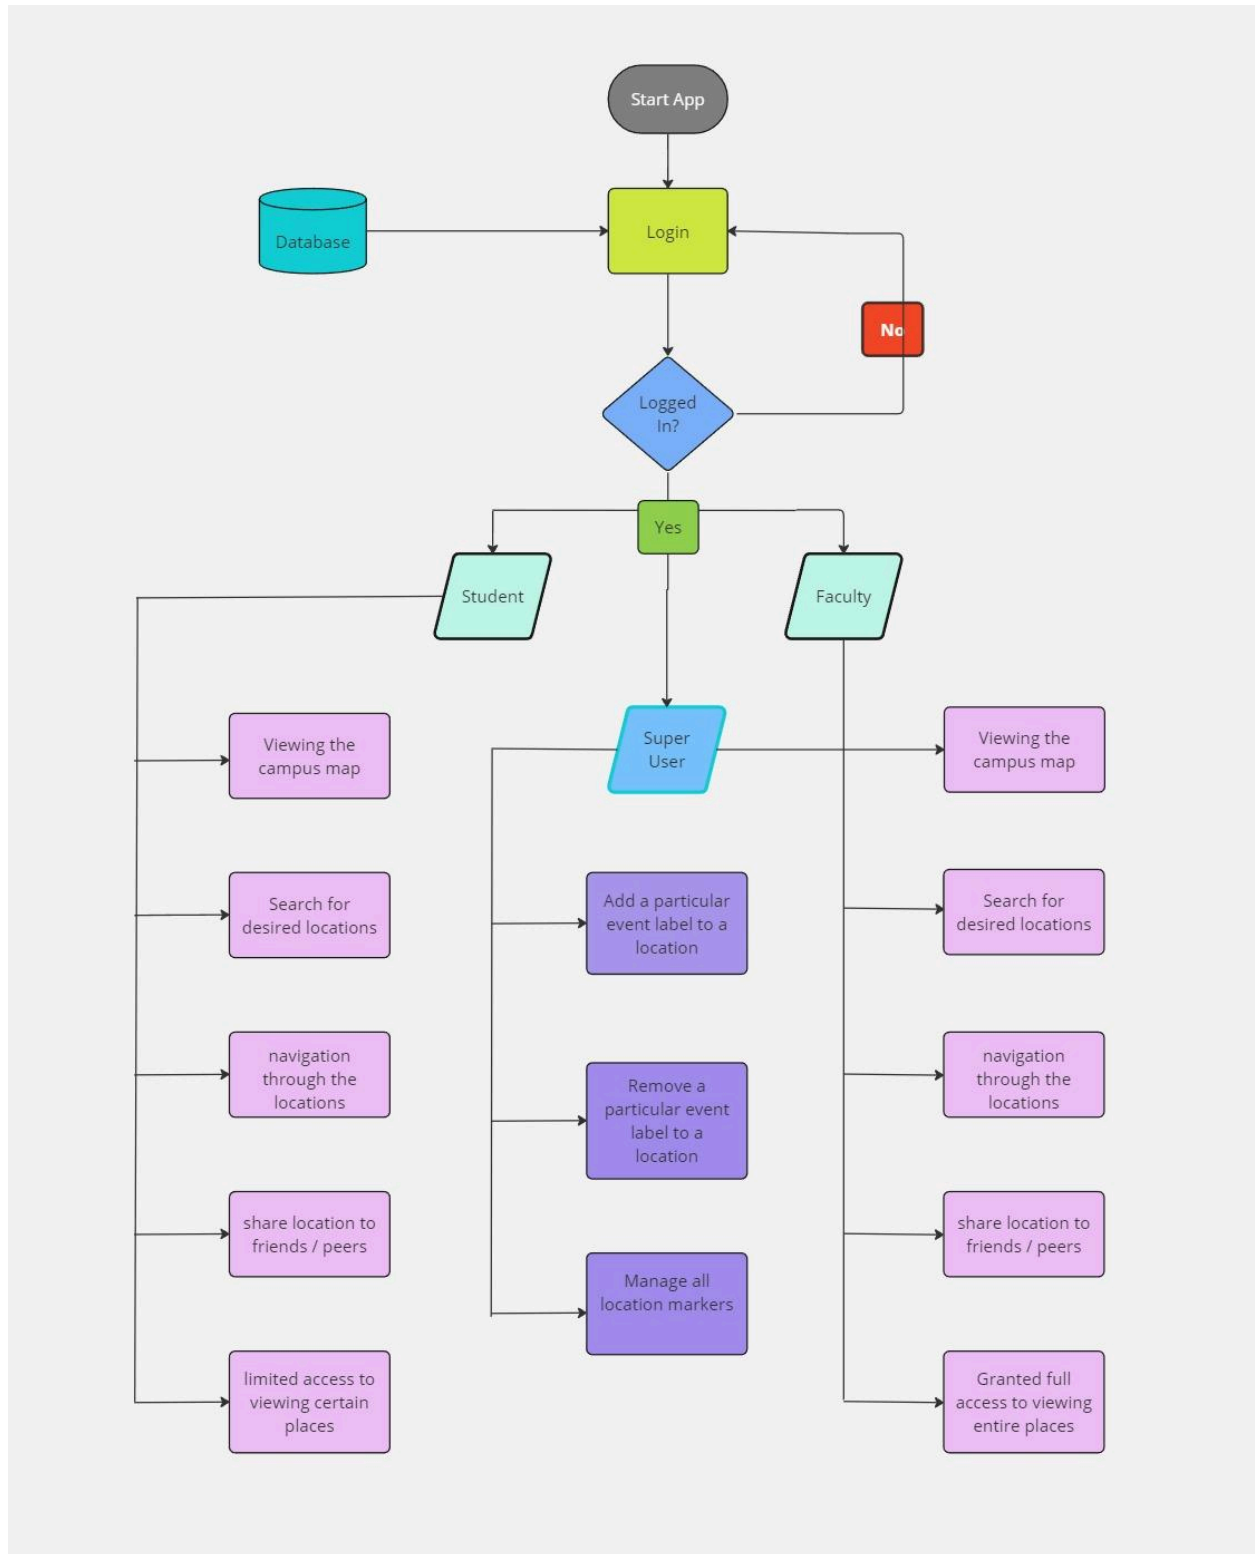 Start App
Database
Login
No
Logged
In?
Yes
Student
Faculty
Super
User
Viewing the
campus map
Search for
desired locations
navigation
through the
locations
share location to
friends / peers
limited access to
viewing certain
places
Add a particular
event label to a
location
Remove a
particular event
label to a
location
Manage all
location markers
Viewing the
campus map
Search for
desired locations
navigation
through the
locations
share location to
friends / peers
Granted full
access to viewing
entire places